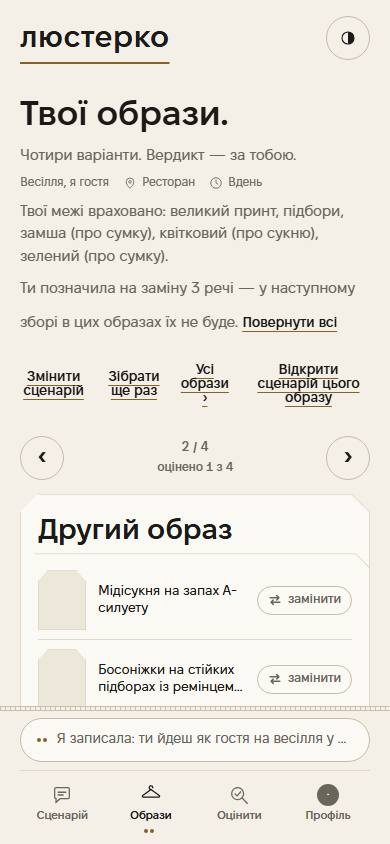 люстерко
Твої образи.
Чотири варіанти. Вердикт — за тобою.
Весілля, я гостя Ресторан Вдень
Твої межі враховано: великий принт, підбори,
замша (про сумку), квітковий (про сукню),
зелений (про сумку).
Ти позначила на заміну 3 речі — у наступному
зборі в цих образах їх не буде. Повернути всі
Змінити
сценарій
Зібрати
ще раз
Усі
образи
›
Відкрити
сценарій цього
образу
‹
2 / 4
оцінено 1 з 4
›
Другий образ
Мідісукня на запах А-
силуету
замінити
Босоніжки на стійких
підборах із ремінцем...
замінити
Я записала: ти йдеш як гостя на весілля у ...
Сценарій Образи Оцінити Профіль